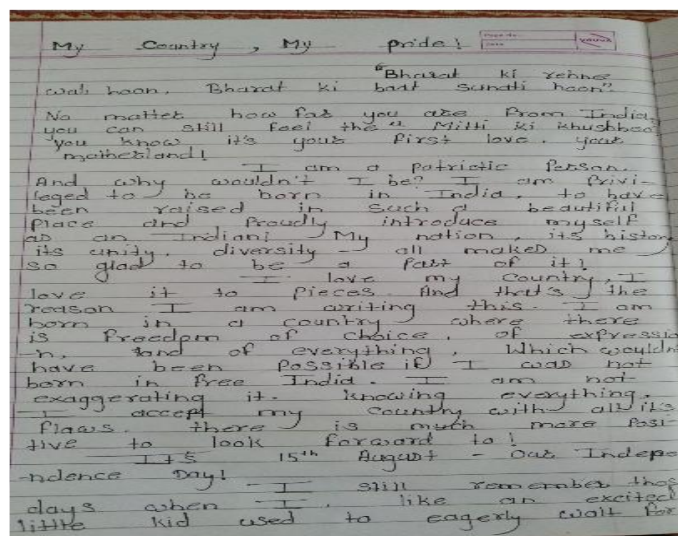 My Country, My pride!
"Bharat ki rehne
wali hoon, Bharat ki baat sunati hoon"
No matter how far you are from India,
you can still feel the "Mitti ki khushboo"
you know it's your first love. your
motherland!
I am a patriotic person.
And why wouldn't I be? I am Privi-
leged to be born in India, to have
been raised in such a beautiful
place and Proudly introduce myself
as an Indian! My nation, its history
its unity, diversity - all makes me
so glad to be a Part of it!
I love my country, I
love it to pieces. And that's the
reason I am writing this. I am
born in a country where there
is freedom of choice, of expressio
-n, and of everything, Which wouldn't
have been Possible if I was not
born in free India. I am not
exaggerating it. knowing everything,
I accept my country with all its
flaws. there is much more Posi-
tive to look forward to!
It's 15th August - Our Indepe
-ndence Day!
I still remember those
days when I, like an excited
little kid used to eagerly wait for